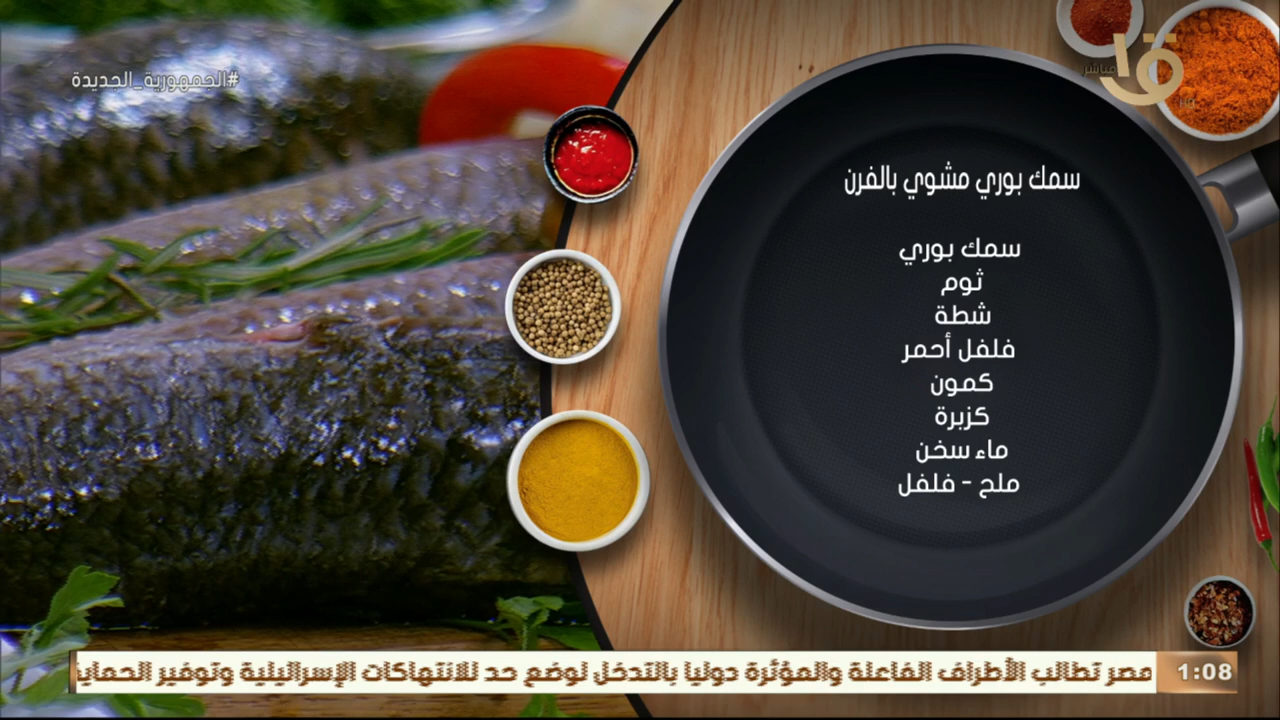 #الجمهورية_الجديدة
مباشر
سمك بوري مشوي بالفرن
سمك بوري
ثوم
شطة
فلفل أحمر
كمون
كزبرة
ماء سخن
ملح - فلفل
1:08
مصر تطالب الأطراف الفاعلة والمؤثرة دوليا بالتدخل لوضع حد للانتهاكات الإسرائيلية وتوفير